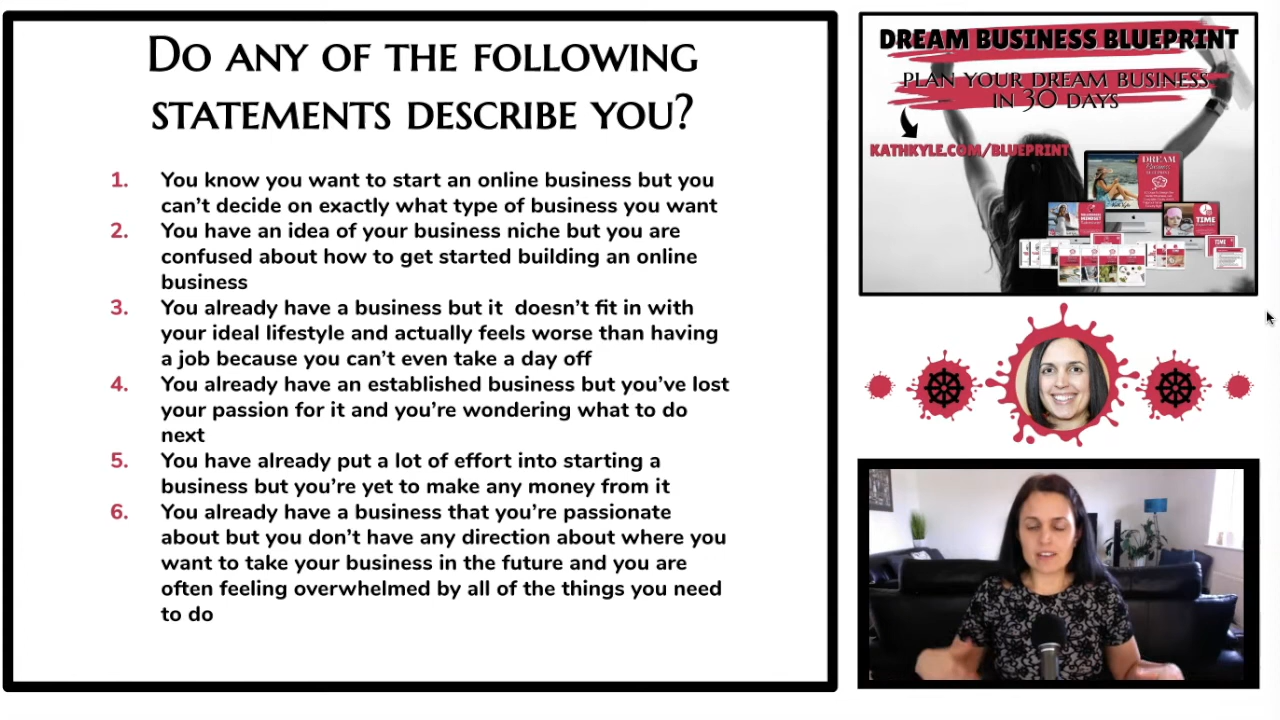 Do any of the following
statements describe you?
1. You know you want to start an online business but you
can't decide on exactly what type of business you want
2. You have an idea of your business niche but you are
confused about how to get started building an online
business
3. You already have a business but it  doesn't fit in with
your ideal lifestyle and actually feels worse than having
a job because you can't even take a day off
4. You already have an established business but you've lost
your passion for it and you're wondering what to do
next
5. You have already put a lot of effort into starting a
business but you're yet to make any money from it
6. You already have a business that you're passionate
about but you don't have any direction about where you
want to take your business in the future and you are
often feeling overwhelmed by all of the things you need
to do
DREAM BUSINESS BLUEPRINT
PLAN YOUR DREAM BUSINESS
IN 30 DAYS
KATHKYLE.COM/BLUEPRINT
DREAM
TIME
TIME